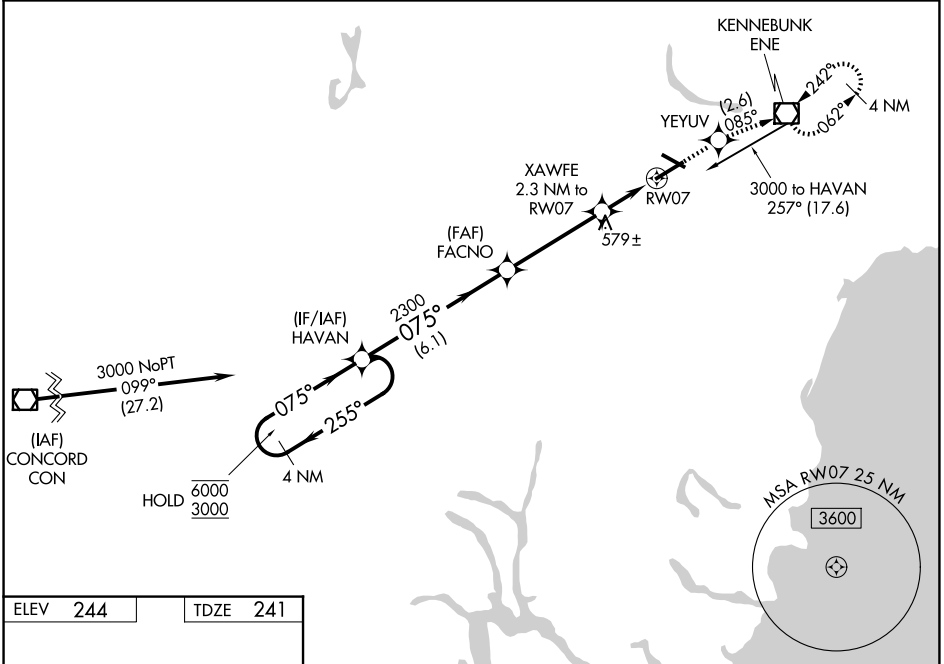 KENNEBUNK
ENE
242°
062°
4 NM
(2.6)
085°
YEYUV
3000 to HAVAN
257° (17.6)
RW07
XAWFE
2.3 NM to
RW07
579±
(FAF)
FACNO
2300
075°
(6.1)
(IF/IAF)
HAVAN
3000 NoPT
099°
(27.2)
(IAF)
CONCORD
CON
075°
255°
4 NM
HOLD 6000
3000
MSA RW07 25 NM
3600
ELEV 244 TDZE 241